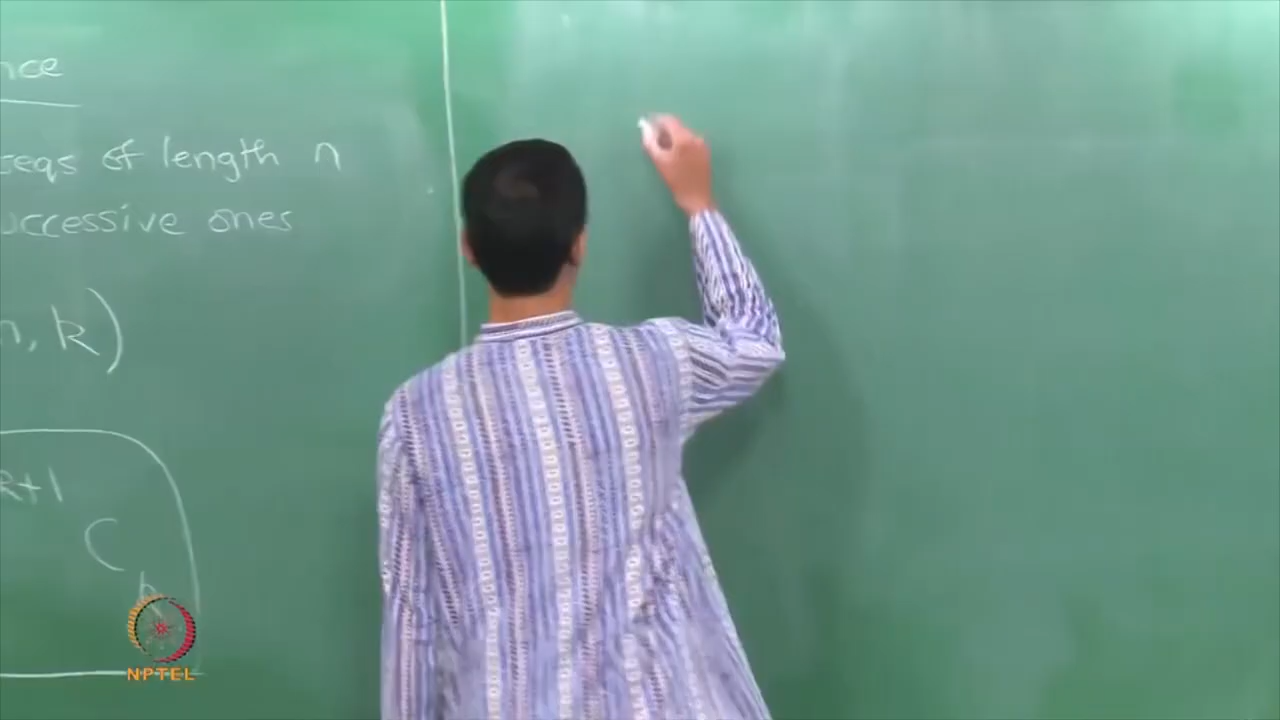 nce
seqs of length n
uccessive ones
n, k)
k+1
C
k
NPTEL